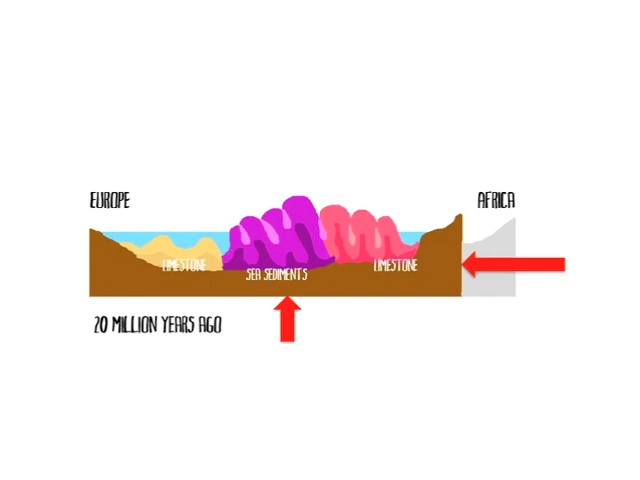 EUROPE
AFRICA
LIMESTONE
SEA SEDIMENTS
LIMESTONE
20 MILLION YEARS AGO